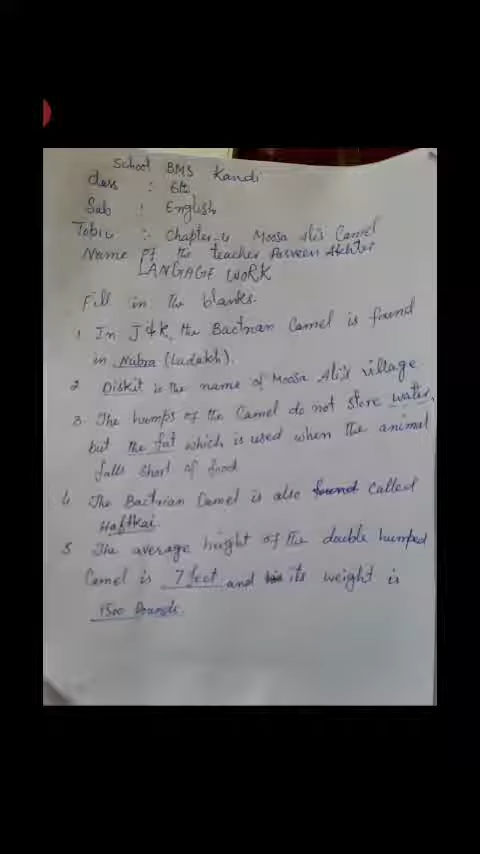 School BMS Kandi
Class : 6th
Sub : English
Topic :- Chapter-4 Moosa Ali's Camel
Name of the teacher Parveen Akhter
LANGAGE WORK
Fill in the blanks.
1 In J&K, the Bactrian Camel is found
in Nubra (Ladakh).
2 Diskit is the name of Moosa Ali's village
3. The humps of the Camel do not store water,
but the fat which is used when the animal
falls short of food
4 The Bactrian Camel is also found called
Haftkai.
5 The average height of the double humped
Camel is 7 feet and its weight is
1500 Pounds.